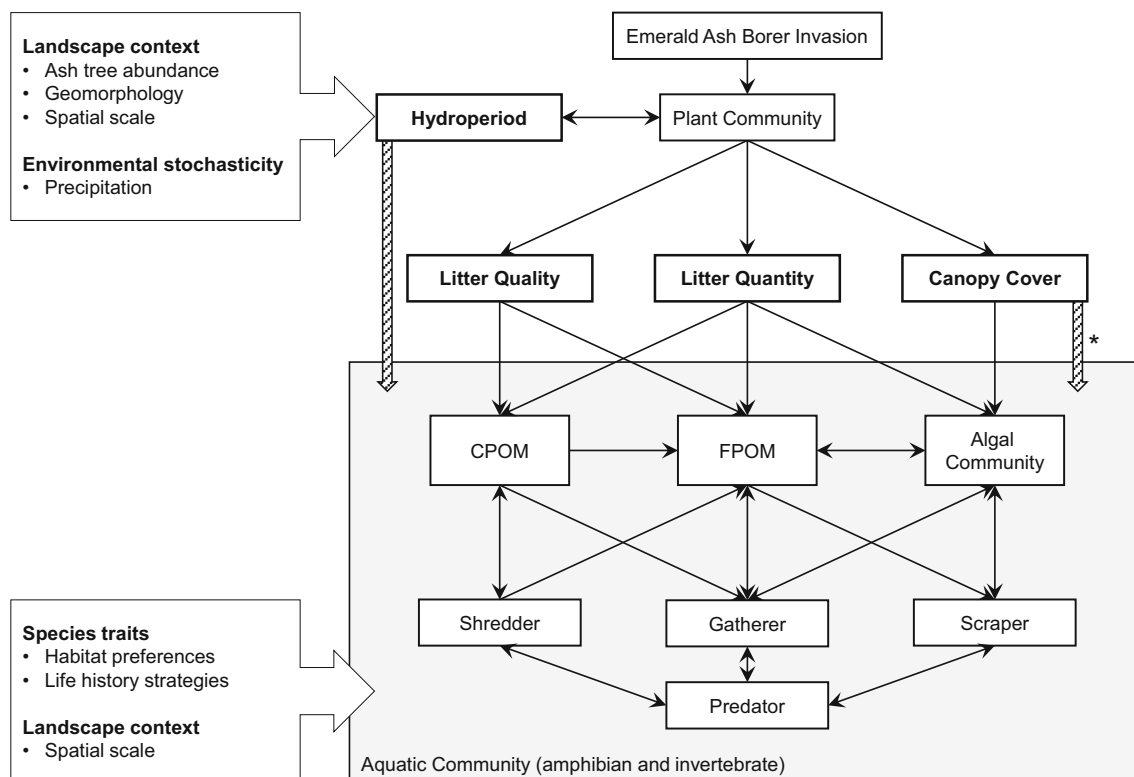 Landscape context
• Ash tree abundance
• Geomorphology
• Spatial scale
Environmental stochasticity
• Precipitation
Emerald Ash Borer Invasion
Hydroperiod
Plant Community
Litter Quality
Litter Quantity
Canopy Cover
*
CPOM
FPOM
Algal
Community
Shredder
Gatherer
Scraper
Predator
Species traits
• Habitat preferences
• Life history strategies
Landscape context
• Spatial scale
Aquatic Community (amphibian and invertebrate)